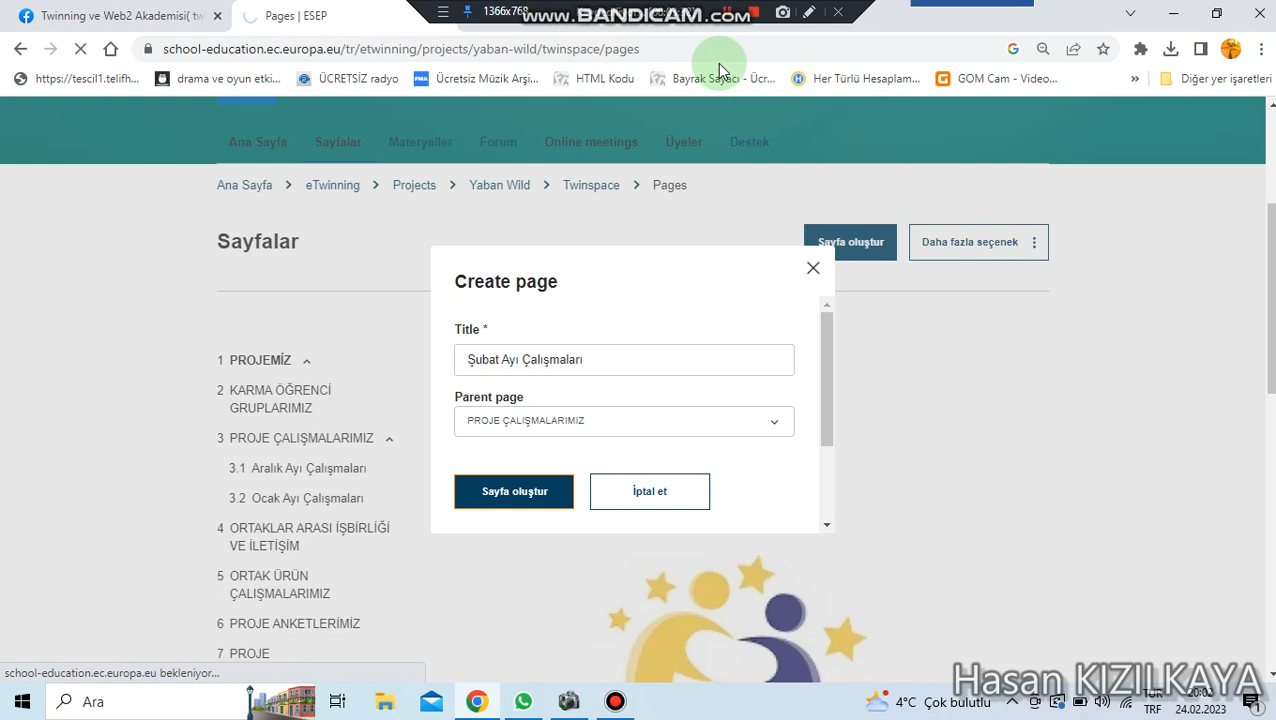 Twinning ve Web2 Akademisi( tw
Pages | ESEP
1366x768
www.BANDICAM.com
school-education.ec.europa.eu/tr/etwinning/projects/yaban-wild/twinspace/pages
https://tescil1.telifh...
drama ve oyun etki...
ÜCRETSİZ radyo
Ücretsiz Müzik Arşi...
HTML Kodu
Bayrak Sayacı - Ücr...
Her Türlü Hesaplam...
GOM Cam - Video...
»
Diğer yer işaretleri
Ana Sayfa
Sayfalar
Materyaller
Forum
Online meetings
Üyeler
Destek
Ana Sayfa > eTwinning > Projects > Yaban Wild > Twinspace > Pages
Sayfalar
Sayfa oluştur
Daha fazla seçenek
Create page
Title *
Şubat Ayı Çalışmaları
Parent page
PROJE ÇALIŞMALARIMIZ
Sayfa oluştur
İptal et
1 PROJEMİZ
2 KARMA ÖĞRENCİ
GRUPLARIMIZ
3 PROJE ÇALIŞMALARIMIZ
3.1 Aralık Ayı Çalışmaları
3.2 Ocak Ayı Çalışmaları
4 ORTAKLAR ARASI İŞBİRLİĞİ
VE İLETİŞİM
5 ORTAK ÜRÜN
ÇALIŞMALARIMIZ
6 PROJE ANKETLERİMİZ
7 PROJE
school-education.ec.europa.eu bekleniyor...
Hasan KIZILKAYA
Ara
4°C Çok bulutlu
TUR
TRF
20:02
24.02.2023